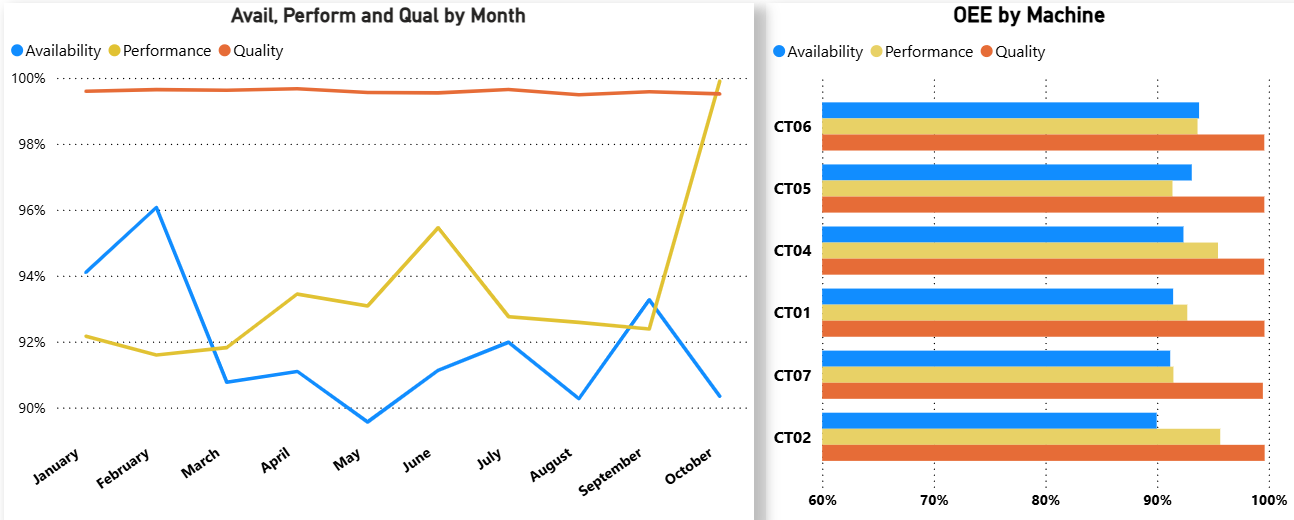 Avail, Perform and Qual by Month
Availability Performance Quality
100%
98%
96%
94%
92%
90%
January February March April May June July August September October
OEE by Machine
Availability Performance Quality
CT06
CT05
CT04
CT01
CT07
CT02
60% 70% 80% 90% 100%